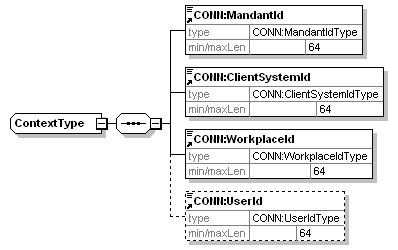 CONN:MandantId
type CONN:MandantIdType
min/maxLen 64
CONN:ClientSystemId
type CONN:ClientSystemIdType
min/maxLen 64
ContextType
CONN:WorkplaceId
type CONN:WorkplaceIdType
min/maxLen 64
CONN:UserId
type CONN:UserIdType
min/maxLen 64